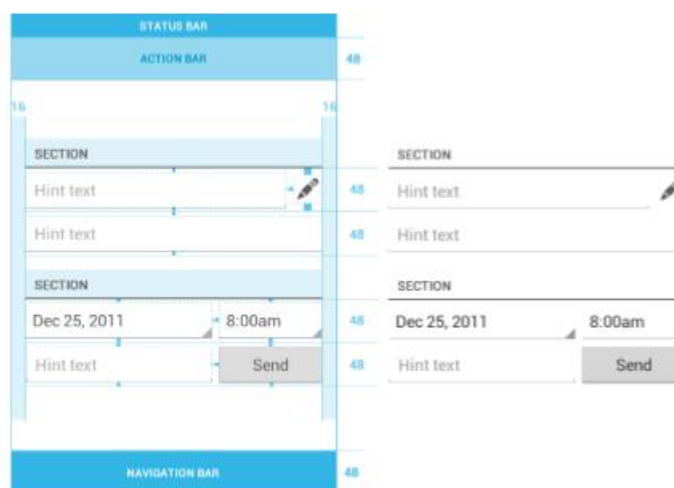 STATUS BAR
ACTION BAR
48
16
16
SECTION
Hint text
48
Hint text
48
SECTION
Dec 25, 2011
8:00am
48
Hint text
Send
48
NAVIGATION BAR
48
SECTION
Hint text
Hint text
SECTION
Dec 25, 2011
8:00am
Hint text
Send